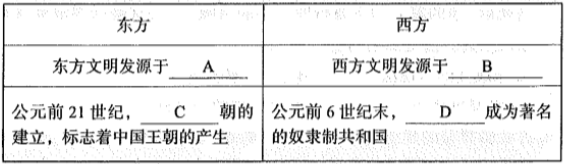 东方
西方
东方文明发源于 A
西方文明发源于 B
公元前 21 世纪, C 朝的
建立，标志着中国王朝的产生
公元前 6 世纪末, D 成为著名
的奴隶制共和国